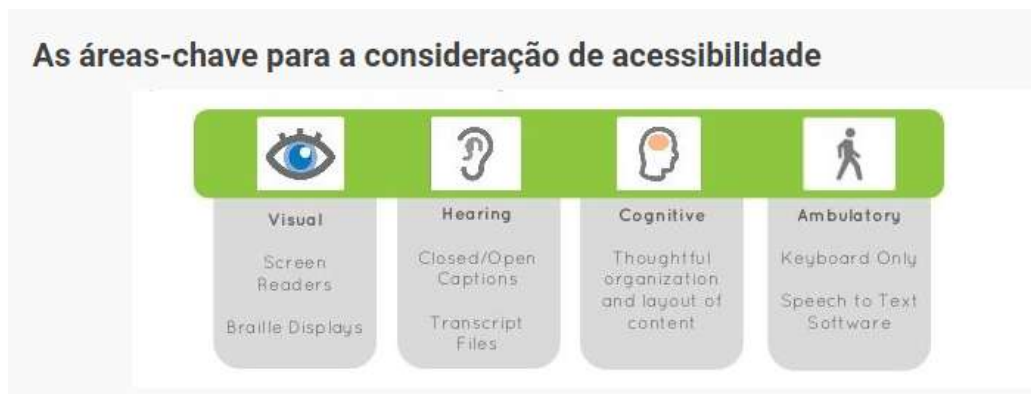 As áreas-chave para a consideração de acessibilidade
Visual
Screen
Readers
Braille Displays
Hearing
Closed/Open
Captions
Transcript
Files
Cognitive
Thoughtful
organization
and layout of
content
Ambulatory
Keyboard Only
Speech to Text
Software